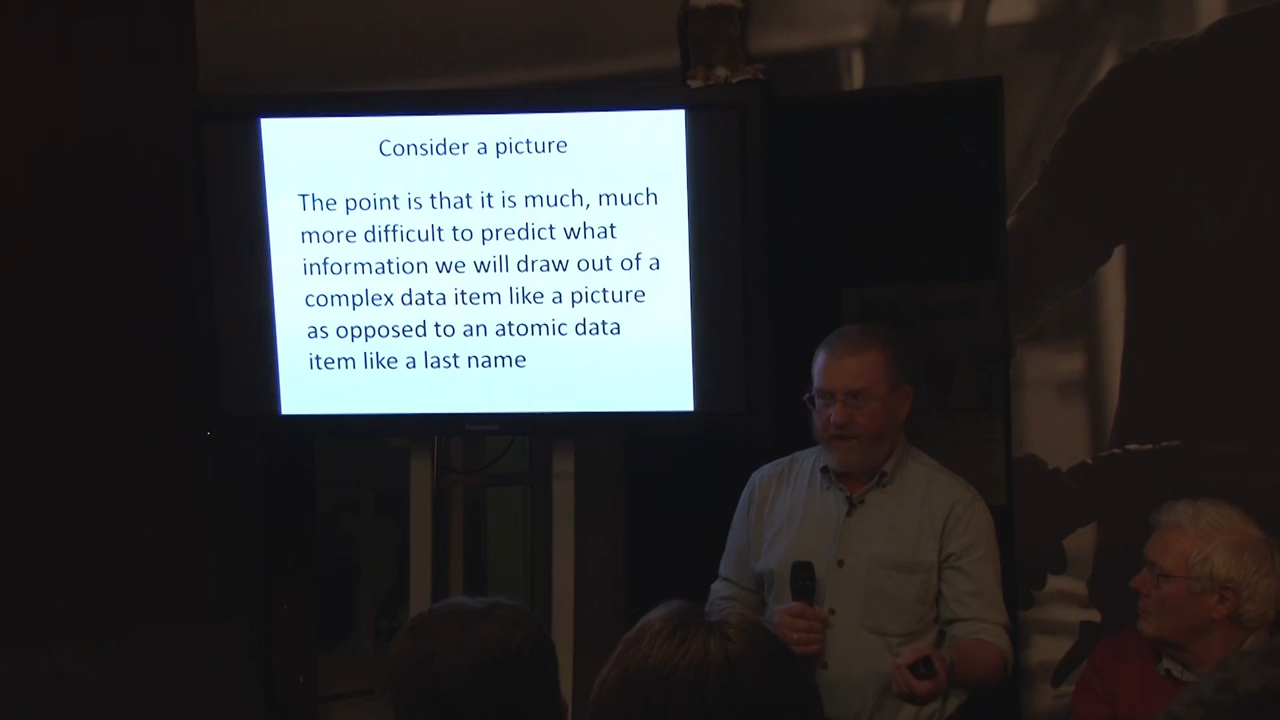 Consider a picture
The point is that it is much, much
more difficult to predict what
information we will draw out of a
complex data item like a picture
as opposed to an atomic data
item like a last name